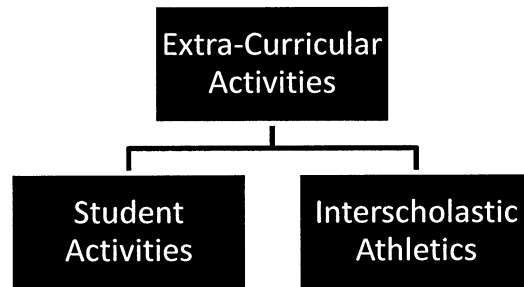 Extra-Curricular
Activities
Student
Activities
Interscholastic
Athletics